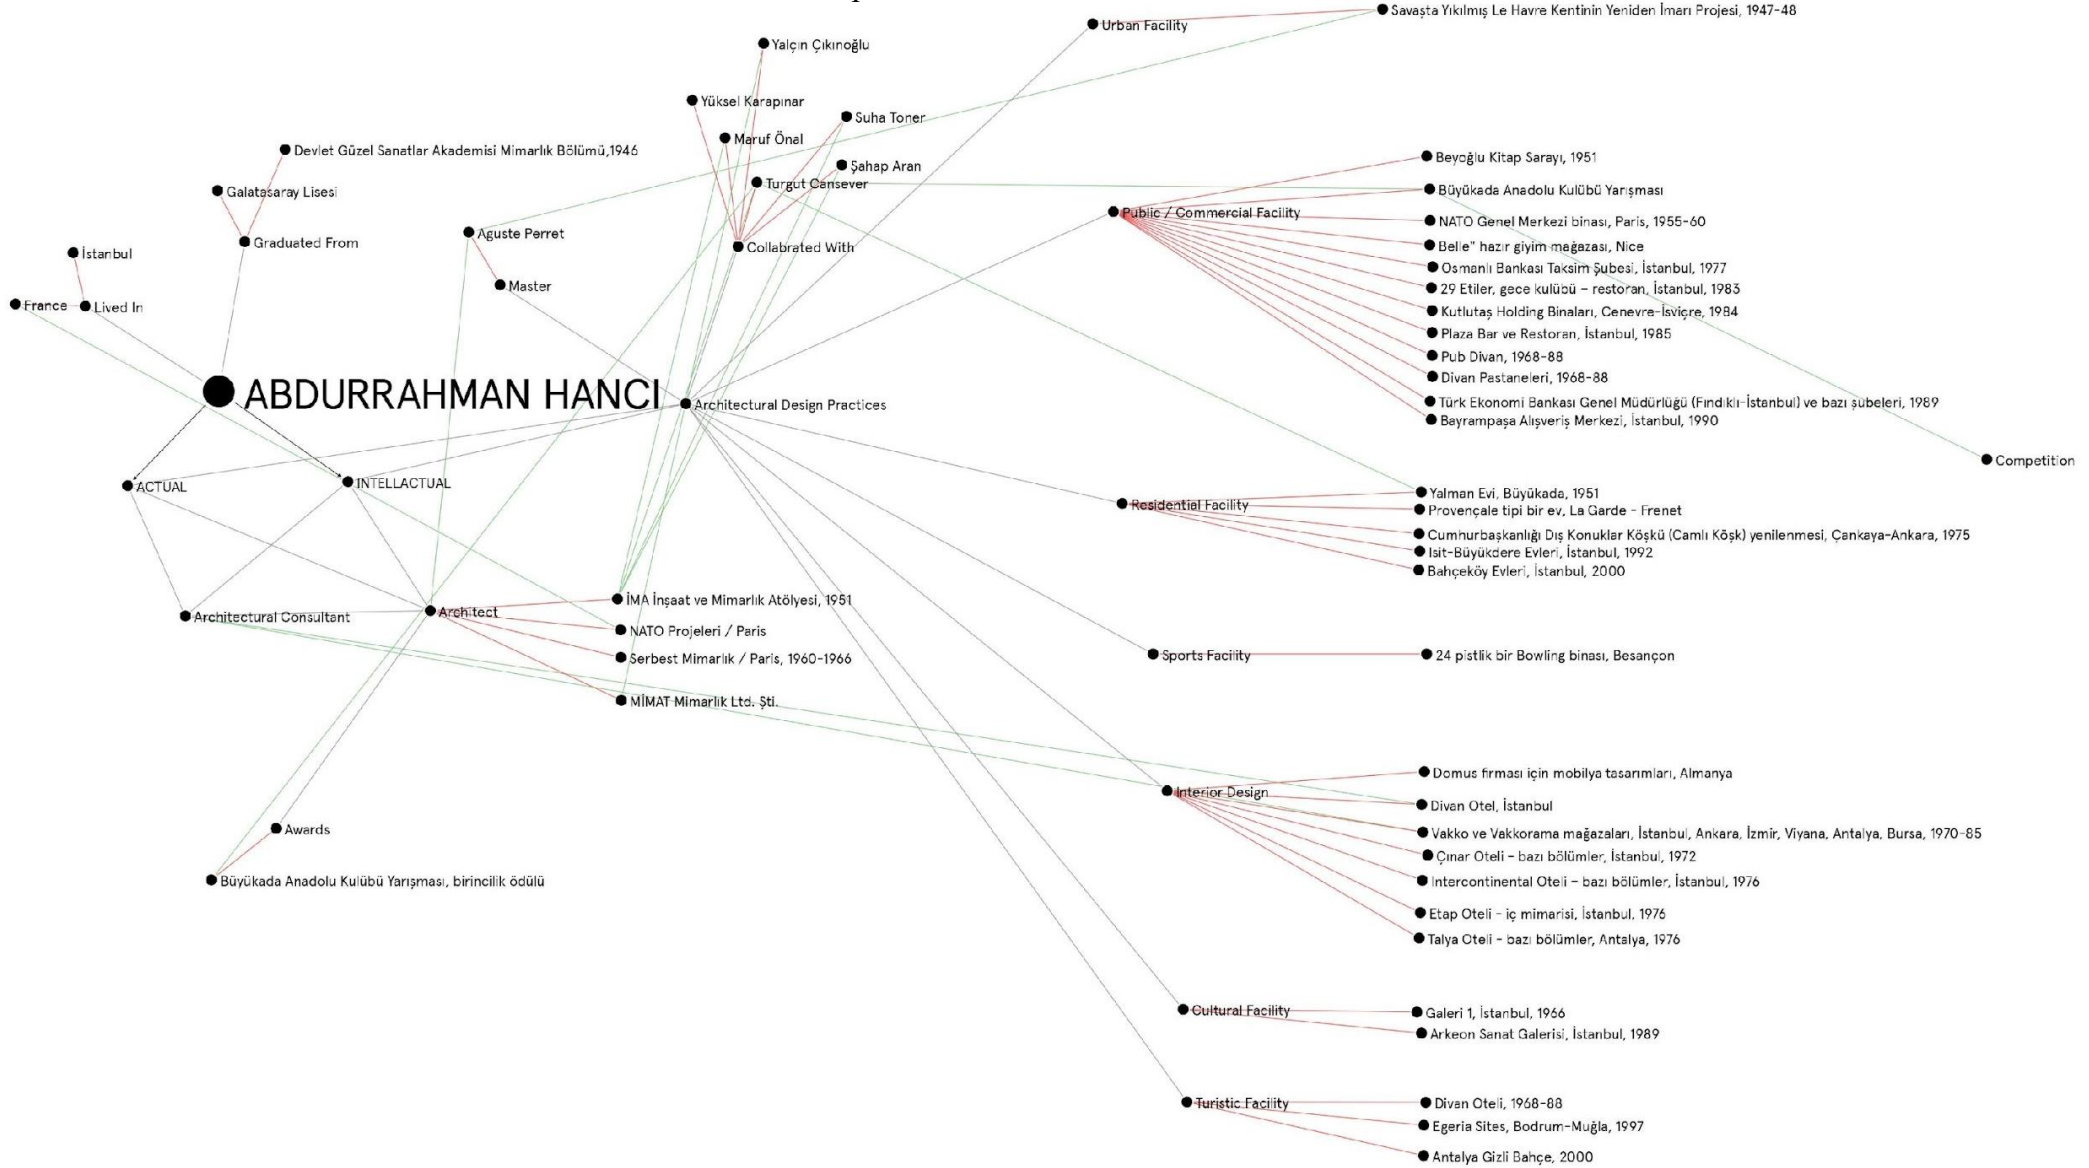 Savaşta Yıkılmış Le Havre Kentinin Yeniden İmarı Projesi, 1947-48
Urban Facility
Yalçın Çıkınoğlu
Yüksel Karapınar
Suha Toner
Maruf Önal
Devlet Güzel Sanatlar Akademisi Mimarlık Bölümü,1946
Beyoğlu Kitap Sarayı, 1951
Şahap Aran
Turgut Cansever
Galatasaray Lisesi
Büyükada Anadolu Kulübü Yarışması
Public / Commercial Facility
NATO Genel Merkezi binası, Paris, 1955-60
Aguste Perret
Graduated From
Collabrated With
Belle" hazır giyim mağazası, Nice
İstanbul
Osmanlı Bankası Taksim Şubesi, İstanbul, 1977
Master
29 Etiler, gece kulübü – restoran, İstanbul, 1983
France
Lived In
Kutlutaş Holding Binaları, Cenevre-İsviçre, 1984
Plaza Bar ve Restoran, İstanbul, 1985
Pub Divan, 1968-88
Divan Pastaneleri, 1968-88
ABDURRAHMAN HANCI
Architectural Design Practices
Türk Ekonomi Bankası Genel Müdürlüğü (Fındıklı-İstanbul) ve bazı şubeleri, 1989
Bayrampaşa Alışveriş Merkezi, İstanbul, 1990
Competition
ACTUAL
INTELLACTUAL
Yalman Evi, Büyükada, 1951
Residential Facility
Provençale tipi bir ev, La Garde - Frenet
Cumhurbaşkanlığı Dış Konuklar Köşkü (Camlı Köşk) yenilenmesi, Çankaya-Ankara, 1975
Isit-Büyükdere Evleri, İstanbul, 1992
Bahçeköy Evleri, İstanbul, 2000
İMA İnşaat ve Mimarlık Atölyesi, 1951
Architectural Consultant
Architect
NATO Projeleri / Paris
Serbest Mimarlık / Paris, 1960-1966
Sports Facility
24 pistlik bir Bowling binası, Besançon
MİMAT Mimarlık Ltd. Şti.
Domus firması için mobilya tasarımları, Almanya
Interior Design
Divan Otel, İstanbul
Awards
Vakko ve Vakkorama mağazaları, İstanbul, Ankara, İzmir, Viyana, Antalya, Bursa, 1970-85
Çınar Oteli - bazı bölümler, İstanbul, 1972
Büyükada Anadolu Kulübü Yarışması, birincilik ödülü
Intercontinental Oteli – bazı bölümler, İstanbul, 1976
Etap Oteli - iç mimarisi, İstanbul, 1976
Talya Oteli - bazı bölümler, Antalya, 1976
Cultural Facility
Galeri 1, İstanbul, 1966
Arkeon Sanat Galerisi, İstanbul, 1989
Turistic Facility
Divan Oteli, 1968-88
Egeria Sites, Bodrum-Muğla, 1997
Antalya Gizli Bahçe, 2000